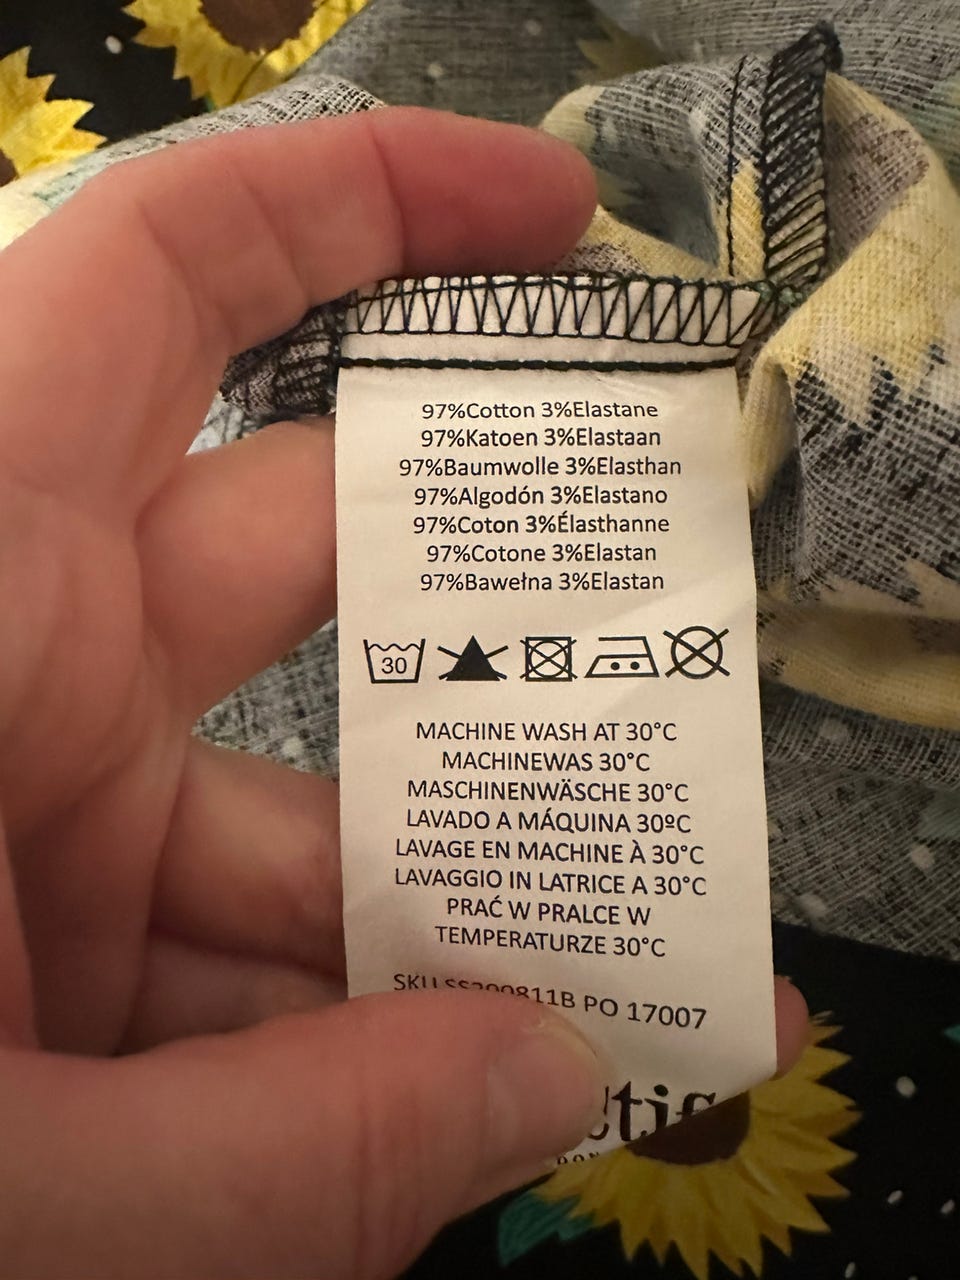 97%Cotton 3%Elastane
97%Katoen 3%Elastaan
97%Baumwolle 3%Elasthan
97%Algodón 3%Elastano
97%Coton 3%Élasthanne
97%Cotone 3%Elastan
97%Bawełna 3%Elastan
30
MACHINE WASH AT 30°C
MACHINEWAS 30°C
MASCHINENWÄSCHE 30°C
LAVADO A MÁQUINA 30ºC
LAVAGE EN MACHINE À 30°C
LAVAGGIO IN LATRICE A 30°C
PRAĆ W PRALCE W
TEMPERATURZE 30°C
SKU PO 17007